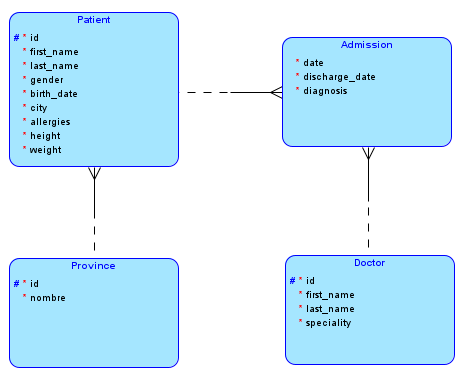 Patient
# * id
* first_name
* last_name
* gender
* birth_date
* city
* allergies
* height
* weight
Admission
* date
* discharge_date
* diagnosis
Province
# * id
* nombre
Doctor
# * id
* first_name
* last_name
* speciality